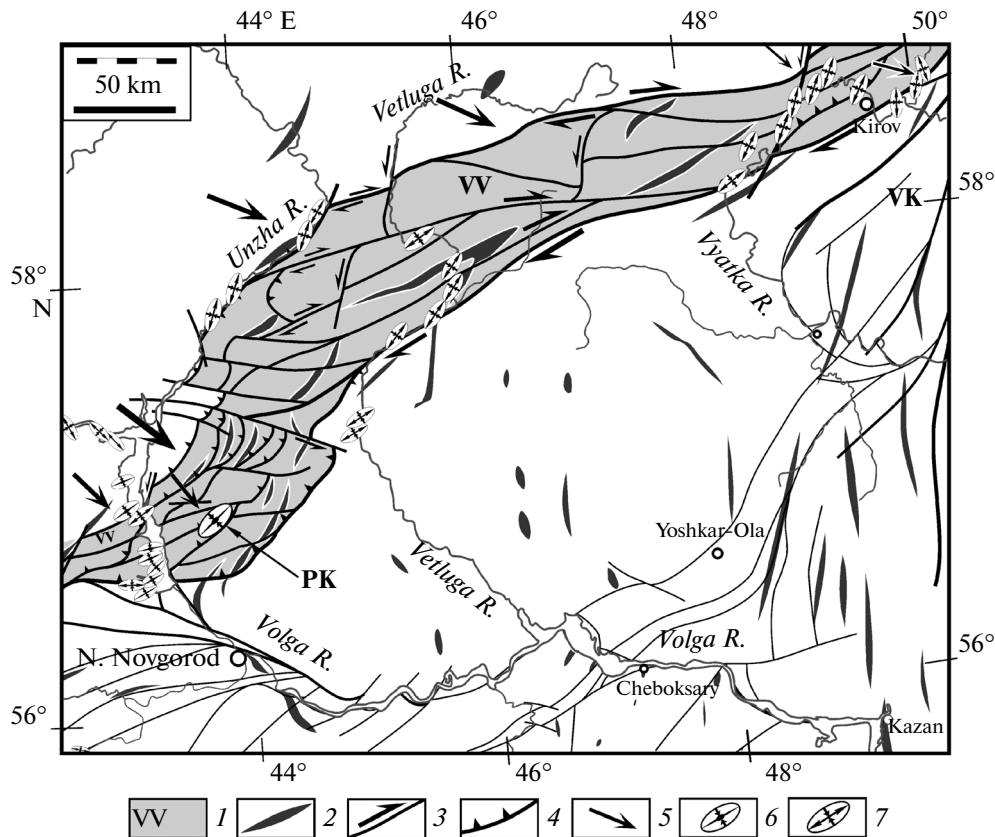 44° E 46° 48° 50°
50 km
Vetluga R.
Kirov
VV
VK
58°
Unzha R.
Vyatka R.
58°
N
Yoshkar-Ola
VV
PK
Vetluga R.
Volga R.
Volga R.
N. Novgorod
56°
Cheboksary
56°
Kazan
44° 46° 48°
VV 1 2 3 4 5 6 7